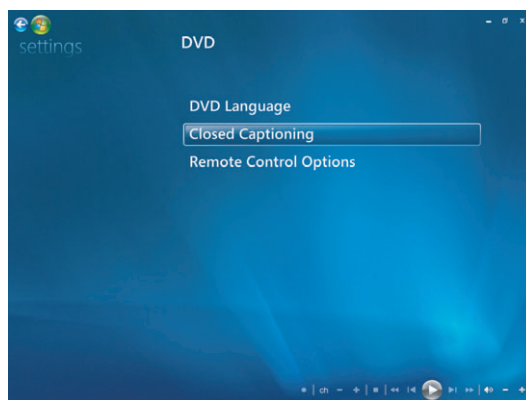 settings
DVD
DVD Language
Closed Captioning
Remote Control Options
ch